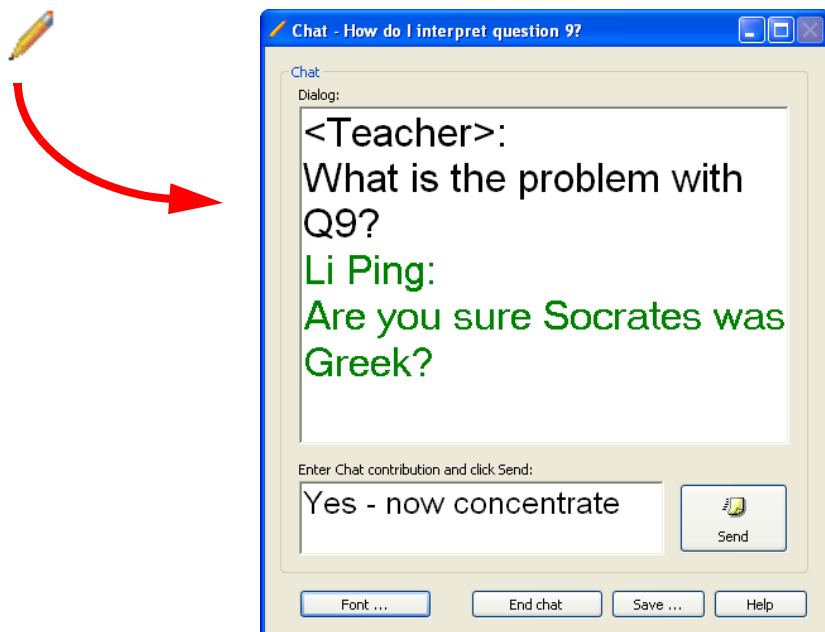 Chat - How do I interpret question 9?
Chat
Dialog:
<Teacher>:
What is the problem with
Q9?
Li Ping:
Are you sure Socrates was
Greek?
Enter Chat contribution and click Send:
Yes - now concentrate
Send
Font ...
End chat
Save ...
Help